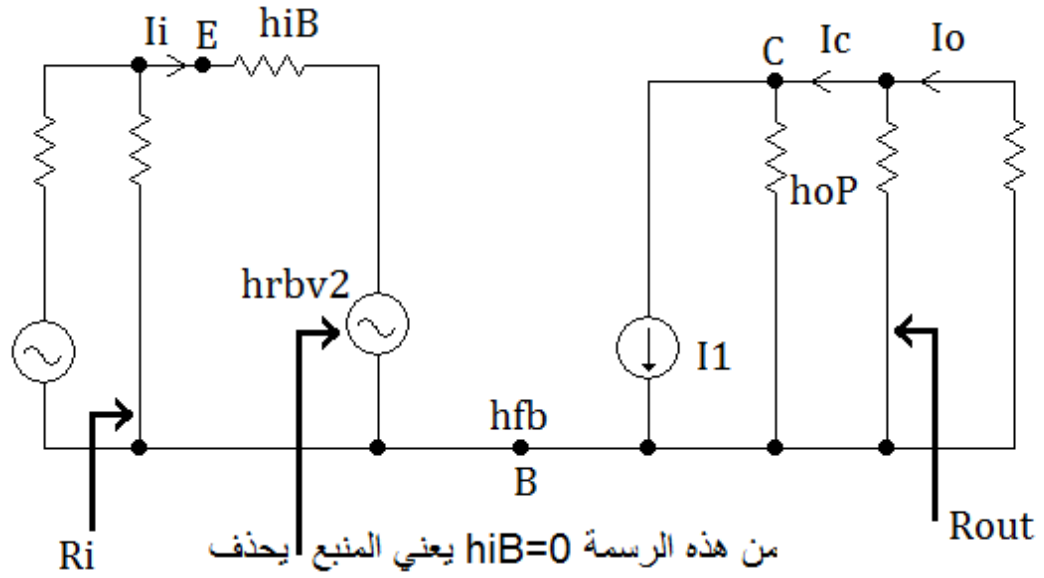 Ii
E
hiB
C
Ic
Io
hoP
hrbv2
I1
hfb
B
Ri
Rout
من هذه الرسمة hiB=0 يعني المنبع يحذف